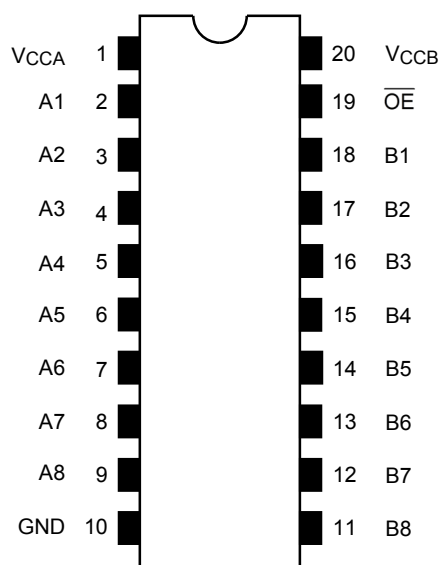 VCCA 1 20 VCCB
A1 2 19 O̅E̅
A2 3 18 B1
A3 4 17 B2
A4 5 16 B3
A5 6 15 B4
A6 7 14 B5
A7 8 13 B6
A8 9 12 B7
GND 10 11 B8